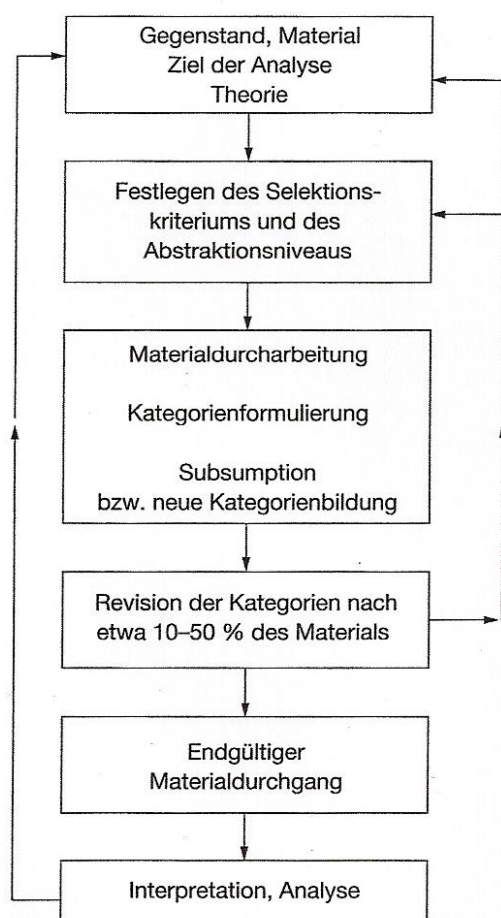 Gegenstand, Material
Ziel der Analyse
Theorie
Festlegen des Selektions-
kriteriums und des
Abstraktionsniveaus
Materialdurcharbeitung
Kategorienformulierung
Subsumption
bzw. neue Kategorienbildung
Revision der Kategorien nach
etwa 10–50 % des Materials
Endgültiger
Materialdurchgang
Interpretation, Analyse